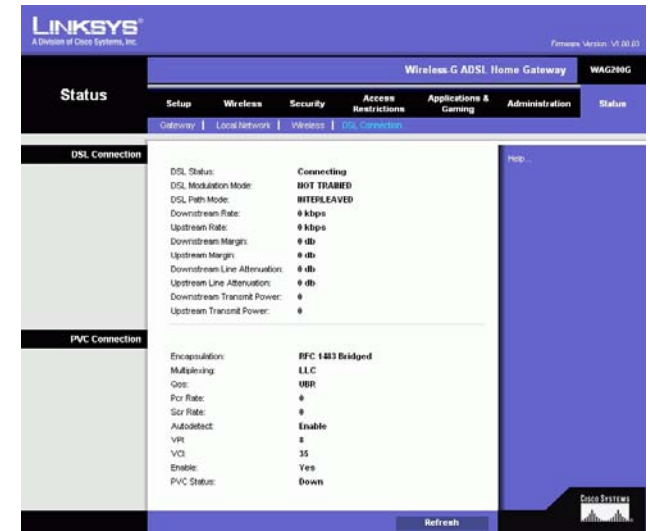 LINKSYS®
A Division of Cisco Systems, Inc.
Firmware Version: V1.00.03
Wireless-G ADSL Home Gateway WAG200G
Status
Setup Wireless Security Access Restrictions Applications & Gaming Administration Status
Gateway | Local Network | Wireless | DSL Connection
DSL Connection
Help...
DSL Status: Connecting
DSL Modulation Mode: NOT TRAINED
DSL Path Mode: INTERLEAVED
Downstream Rate: 0 kbps
Upstream Rate: 0 kbps
Downstream Margin: 0 db
Upstream Margin: 0 db
Downstream Line Attenuation: 0 db
Upstream Line Attenuation: 0 db
Downstream Transmit Power: 0
Upstream Transmit Power: 0
PVC Connection
Encapsulation: RFC 1483 Bridged
Multiplexing: LLC
Qos: UBR
Pcr Rate: 0
Scr Rate: 0
Autodetect: Enable
VPI: 8
VCI: 35
Enable: Yes
PVC Status: Down
Refresh
CISCO SYSTEMS